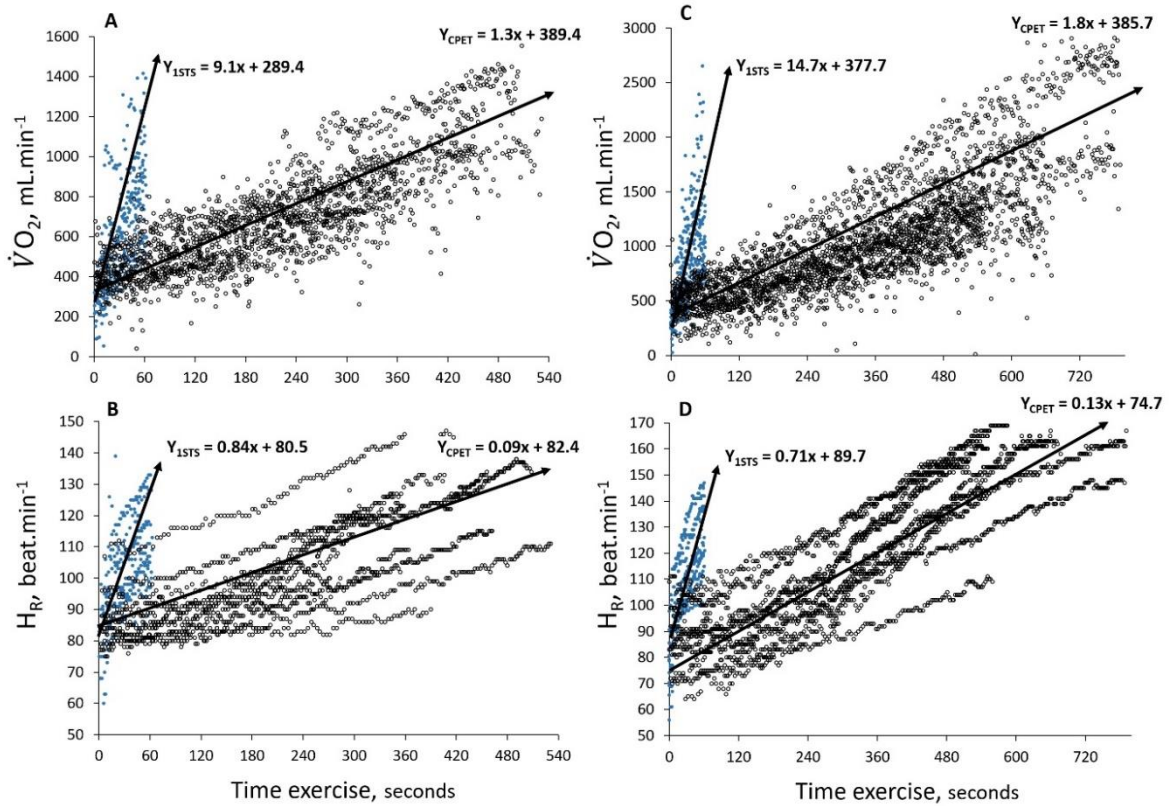 A
Y1STS = 9.1x + 289.4
YCPET = 1.3x + 389.4
V̇O₂, mL.min⁻¹
1600
1400
1200
1000
800
600
400
200
0
0 60 120 180 240 300 360 420 480 540
C
Y1STS = 14.7x + 377.7
YCPET = 1.8x + 385.7
V̇O₂, mL.min⁻¹
3000
2500
2000
1500
1000
500
0
0 120 240 360 480 600 720
B
Y1STS = 0.84x + 80.5
YCPET = 0.09x + 82.4
HR, beat.min⁻¹
150
140
130
120
110
100
90
80
70
60
50
0 60 120 180 240 300 360 420 480 540
Time exercise, seconds
D
Y1STS = 0.71x + 89.7
YCPET = 0.13x + 74.7
HR, beat.min⁻¹
170
160
150
140
130
120
110
100
90
80
70
60
50
0 120 240 360 480 600 720
Time exercise, seconds